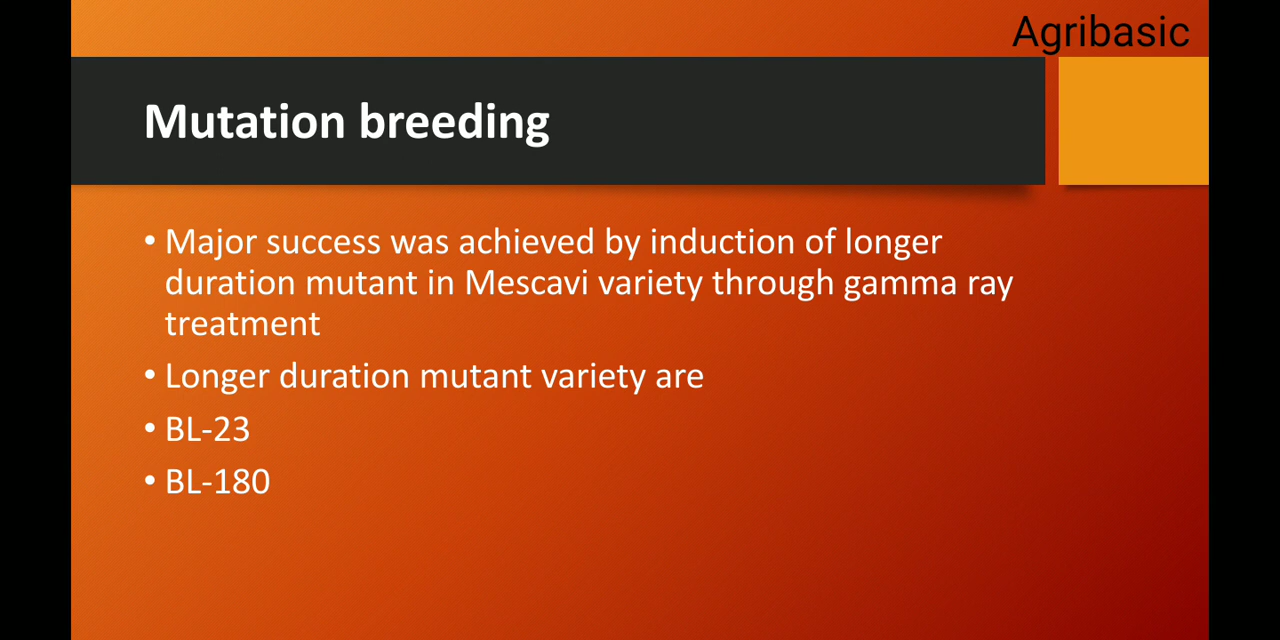 Agribasic
Mutation breeding
• Major success was achieved by induction of longer
duration mutant in Mescavi variety through gamma ray
treatment
• Longer duration mutant variety are
• BL-23
• BL-180